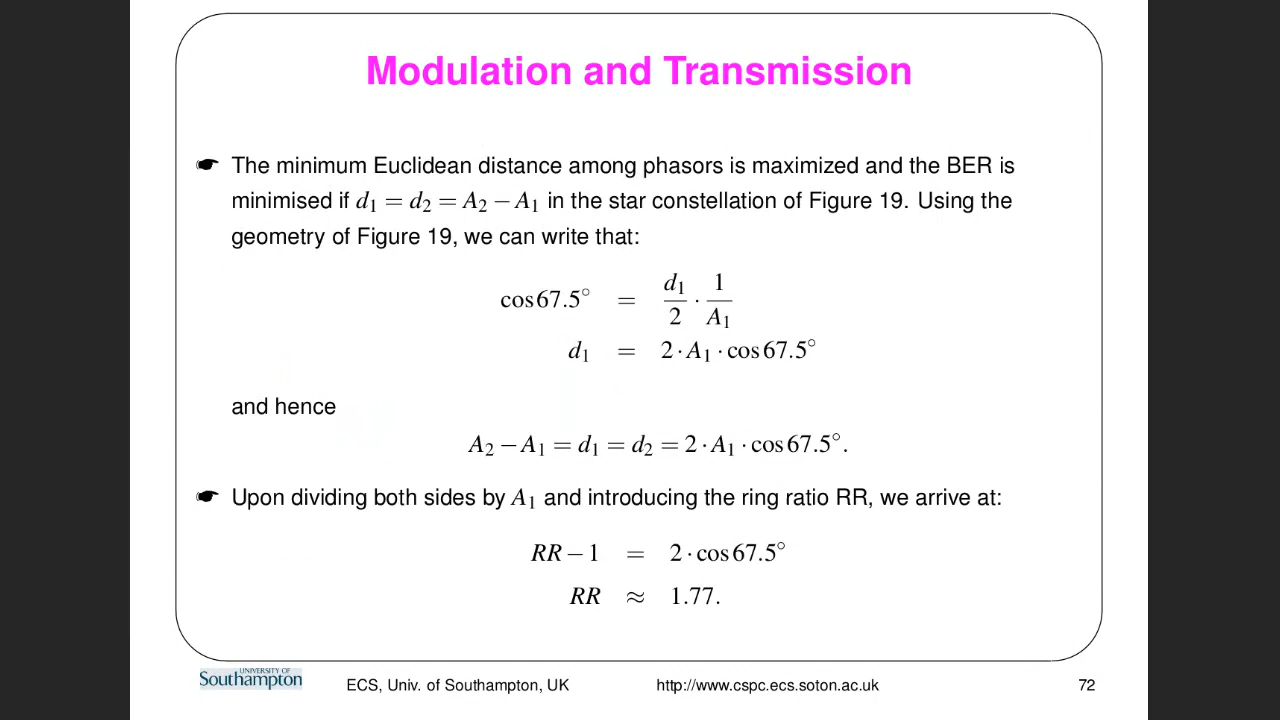 Modulation and Transmission
The minimum Euclidean distance among phasors is maximized and the BER is
minimised if d₁ = d₂ = A₂ − A₁ in the star constellation of Figure 19. Using the
geometry of Figure 19, we can write that:
cos 67.5° = d₁/2 · 1/A₁
d₁ = 2 · A₁ · cos 67.5°
and hence
A₂ − A₁ = d₁ = d₂ = 2 · A₁ · cos 67.5°.
Upon dividing both sides by A₁ and introducing the ring ratio RR, we arrive at:
RR − 1 = 2 · cos 67.5°
RR ≈ 1.77.
UNIVERSITY OF
Southampton
ECS, Univ. of Southampton, UK http://www.cspc.ecs.soton.ac.uk 72